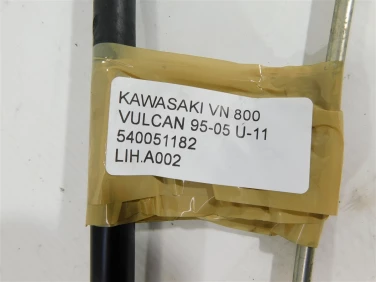 KAWASAKI VN 800
VULCAN 95-05 U-11
540051182
LIH.A002